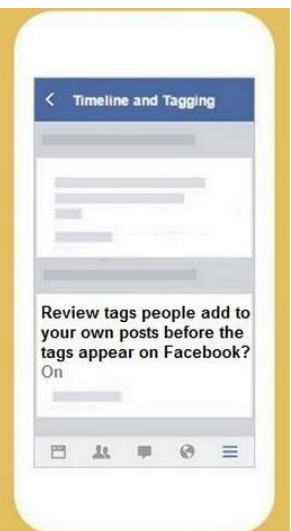 Timeline and Tagging
Review tags people add to
your own posts before the
tags appear on Facebook?
On